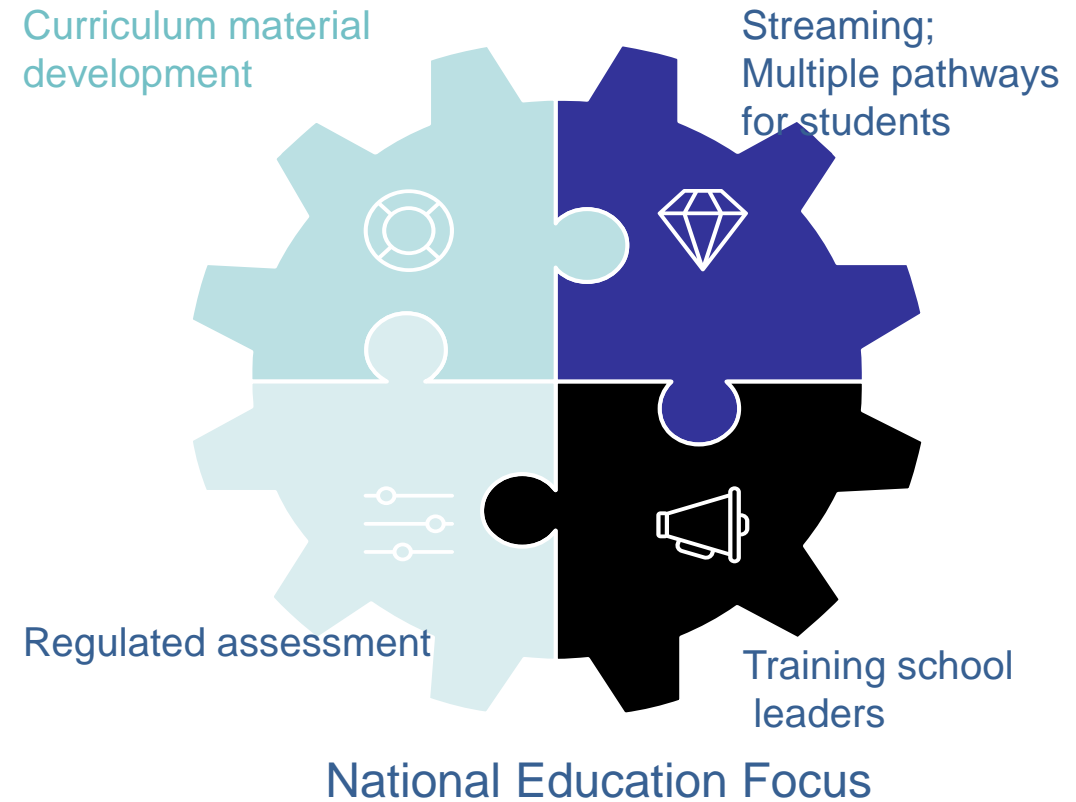 Curriculum material
development
Streaming;
Multiple pathways
for students
Regulated assessment
Training school
leaders
National Education Focus